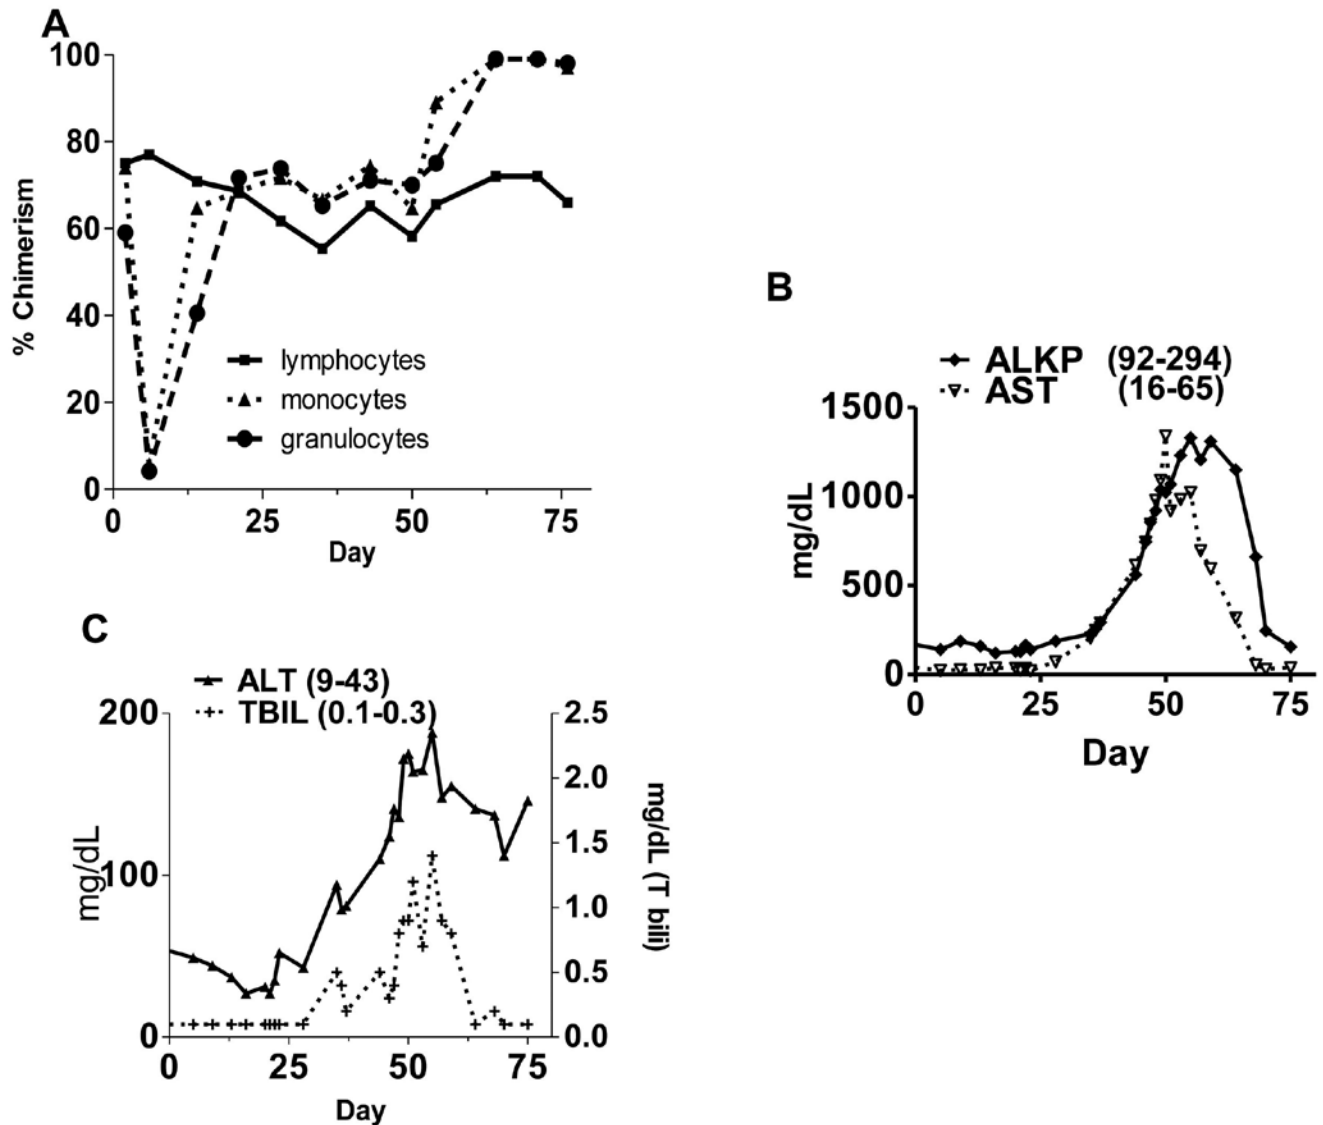 A
100
80
60
40
20
0
% Chimerism
lymphocytes
monocytes
granulocytes
0 25 50 75
Day
B
ALKP (92-294)
AST (16-65)
1500
1000
500
0
mg/dL
0 25 50 75
Day
C
ALT (9-43)
TBIL (0.1-0.3)
200
100
0
mg/dL
2.5
2.0
1.5
1.0
0.5
0.0
mg/dL (T bili)
0 25 50 75
Day